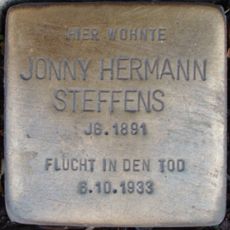 HIER WOHNTE
JONNY HERMANN
STEFFENS
JG. 1891
FLUCHT IN DEN TOD
6.10.1933